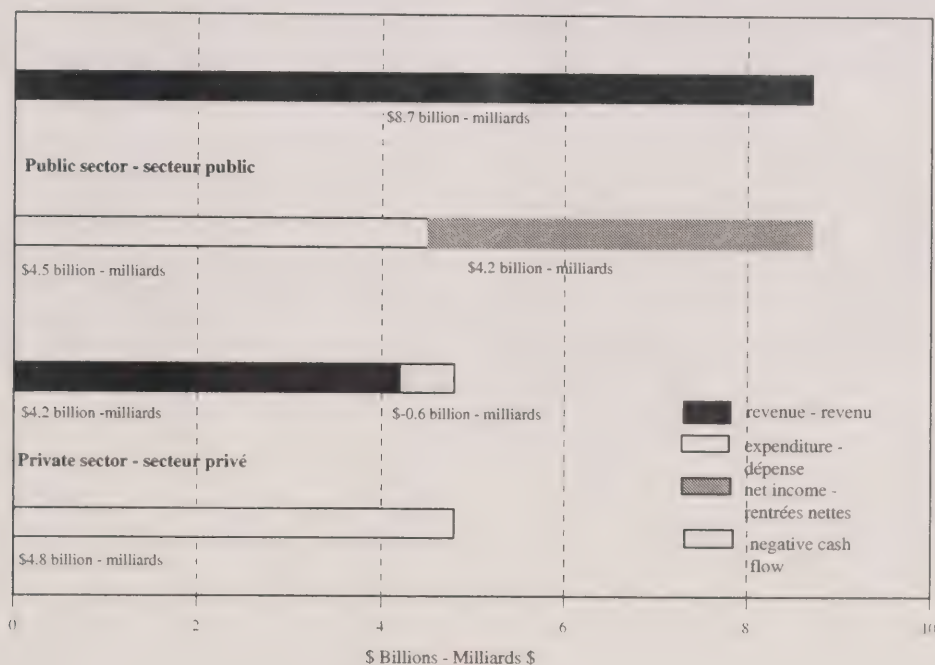 $8.7 billion - milliards
Public sector - secteur public
$4.5 billion - milliards
$4.2 billion - milliards
$4.2 billion -milliards
$-0.6 billion - milliards
Private sector - secteur privé
$4.8 billion - milliards
revenue - revenu
expenditure -
dépense
net income -
rentrées nettes
negative cash
flow
0 2 4 6 8 10
$ Billions - Milliards $